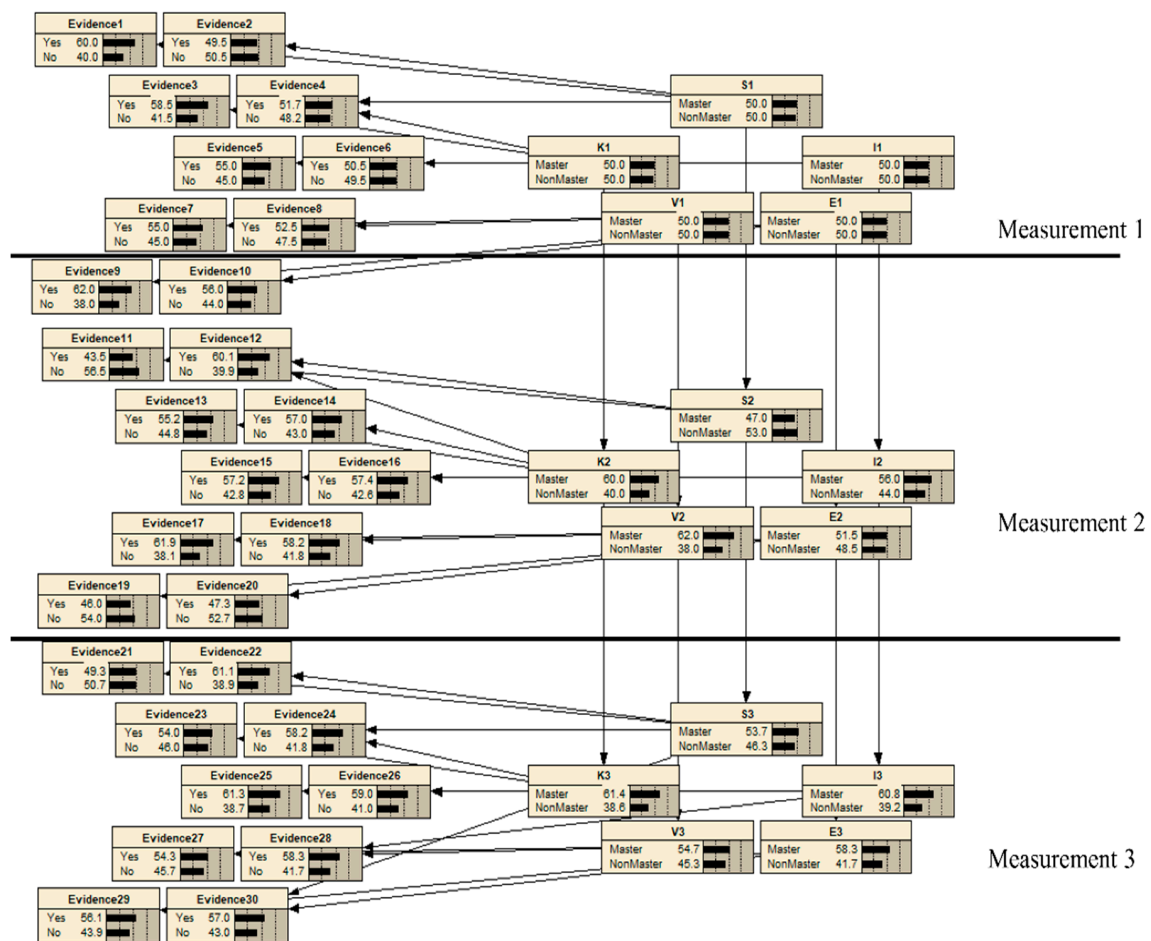 Evidence1
Yes 60.0
No 40.0
Evidence2
Yes 49.5
No 50.5
Evidence3
Yes 58.5
No 41.5
Evidence4
Yes 51.7
No 48.2
S1
Master 50.0
NonMaster 50.0
Evidence5
Yes 55.0
No 45.0
Evidence6
Yes 50.5
No 49.5
K1
Master 50.0
NonMaster 50.0
I1
Master 50.0
NonMaster 50.0
Evidence7
Yes 55.0
No 45.0
Evidence8
Yes 52.5
No 47.5
V1
Master 50.0
NonMaster 50.0
E1
Master 50.0
NonMaster 50.0
Measurement 1
Evidence9
Yes 62.0
No 38.0
Evidence10
Yes 56.0
No 44.0
Evidence11
Yes 43.5
No 56.5
Evidence12
Yes 60.1
No 39.9
Evidence13
Yes 55.2
No 44.8
Evidence14
Yes 57.0
No 43.0
S2
Master 47.0
NonMaster 53.0
Evidence15
Yes 57.2
No 42.8
Evidence16
Yes 57.4
No 42.6
K2
Master 60.0
NonMaster 40.0
I2
Master 56.0
NonMaster 44.0
Evidence17
Yes 61.9
No 38.1
Evidence18
Yes 58.2
No 41.8
V2
Master 62.0
NonMaster 38.0
E2
Master 51.5
NonMaster 48.5
Measurement 2
Evidence19
Yes 46.0
No 54.0
Evidence20
Yes 47.3
No 52.7
Evidence21
Yes 49.3
No 50.7
Evidence22
Yes 61.1
No 38.9
Evidence23
Yes 54.0
No 46.0
Evidence24
Yes 58.2
No 41.8
S3
Master 53.7
NonMaster 46.3
Evidence25
Yes 61.3
No 38.7
Evidence26
Yes 59.0
No 41.0
K3
Master 61.4
NonMaster 38.6
I3
Master 60.8
NonMaster 39.2
Evidence27
Yes 54.3
No 45.7
Evidence28
Yes 58.3
No 41.7
V3
Master 54.7
NonMaster 45.3
E3
Master 58.3
NonMaster 41.7
Measurement 3
Evidence29
Yes 56.1
No 43.9
Evidence30
Yes 57.0
No 43.0